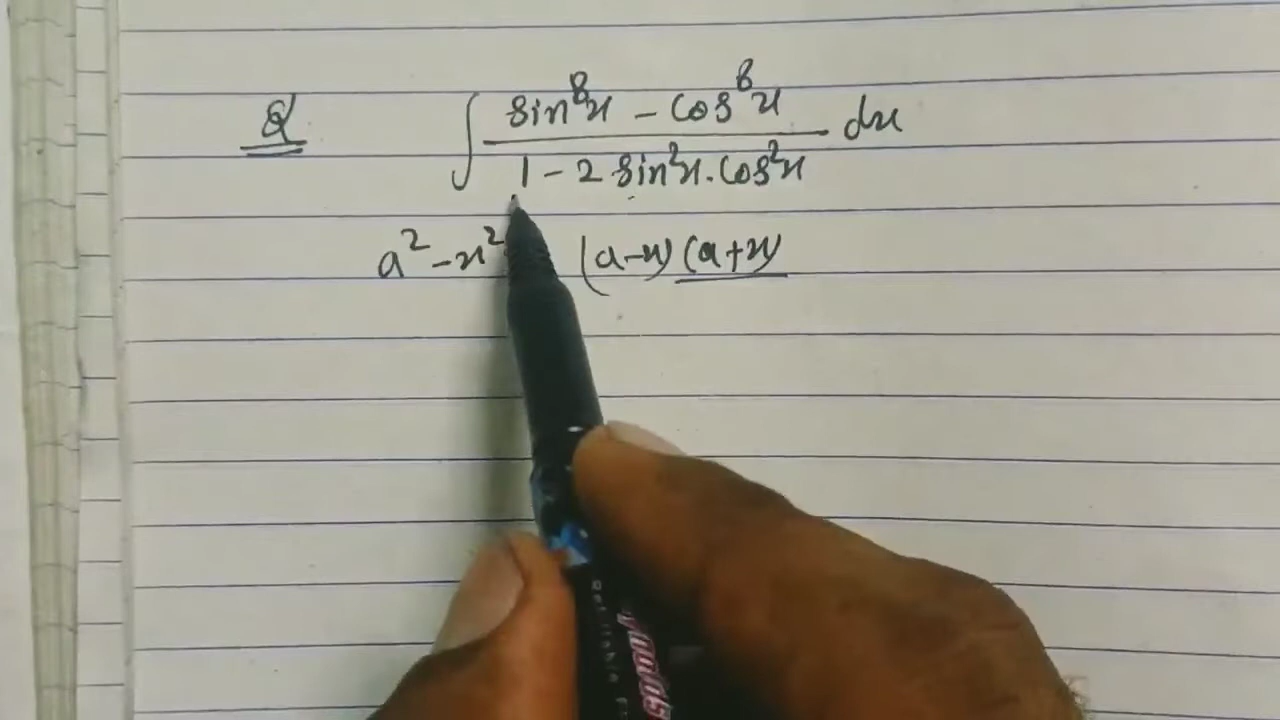 Q ∫ sin⁸x - cos⁸x / 1 - 2 sin²x . cos²x dx
a² - x² (a-x) (a+x)